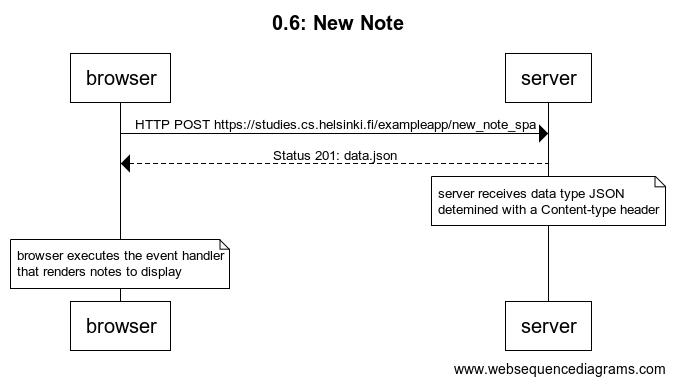 0.6: New Note
browser
server
HTTP POST https://studies.cs.helsinki.fi/exampleapp/new_note_spa
Status 201: data.json
server receives data type JSON
detemined with a Content-type header
browser executes the event handler
that renders notes to display
browser
server
www.websequencediagrams.com